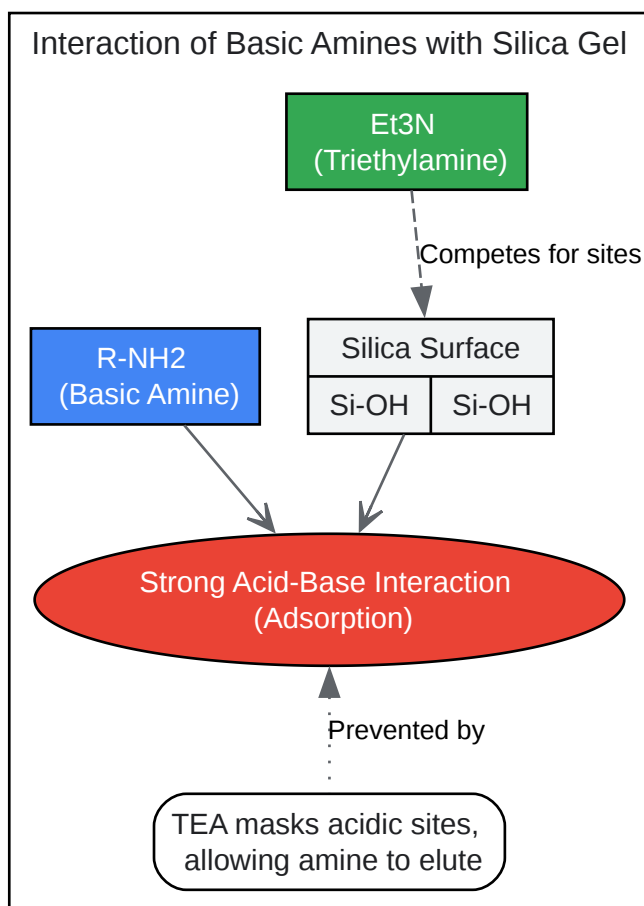 Interaction of Basic Amines with Silica Gel
Et3N
(Triethylamine)
Competes for sites
R-NH2
(Basic Amine)
Silica Surface
Si-OH
Si-OH
Strong Acid-Base Interaction
(Adsorption)
Prevented by
TEA masks acidic sites,
allowing amine to elute